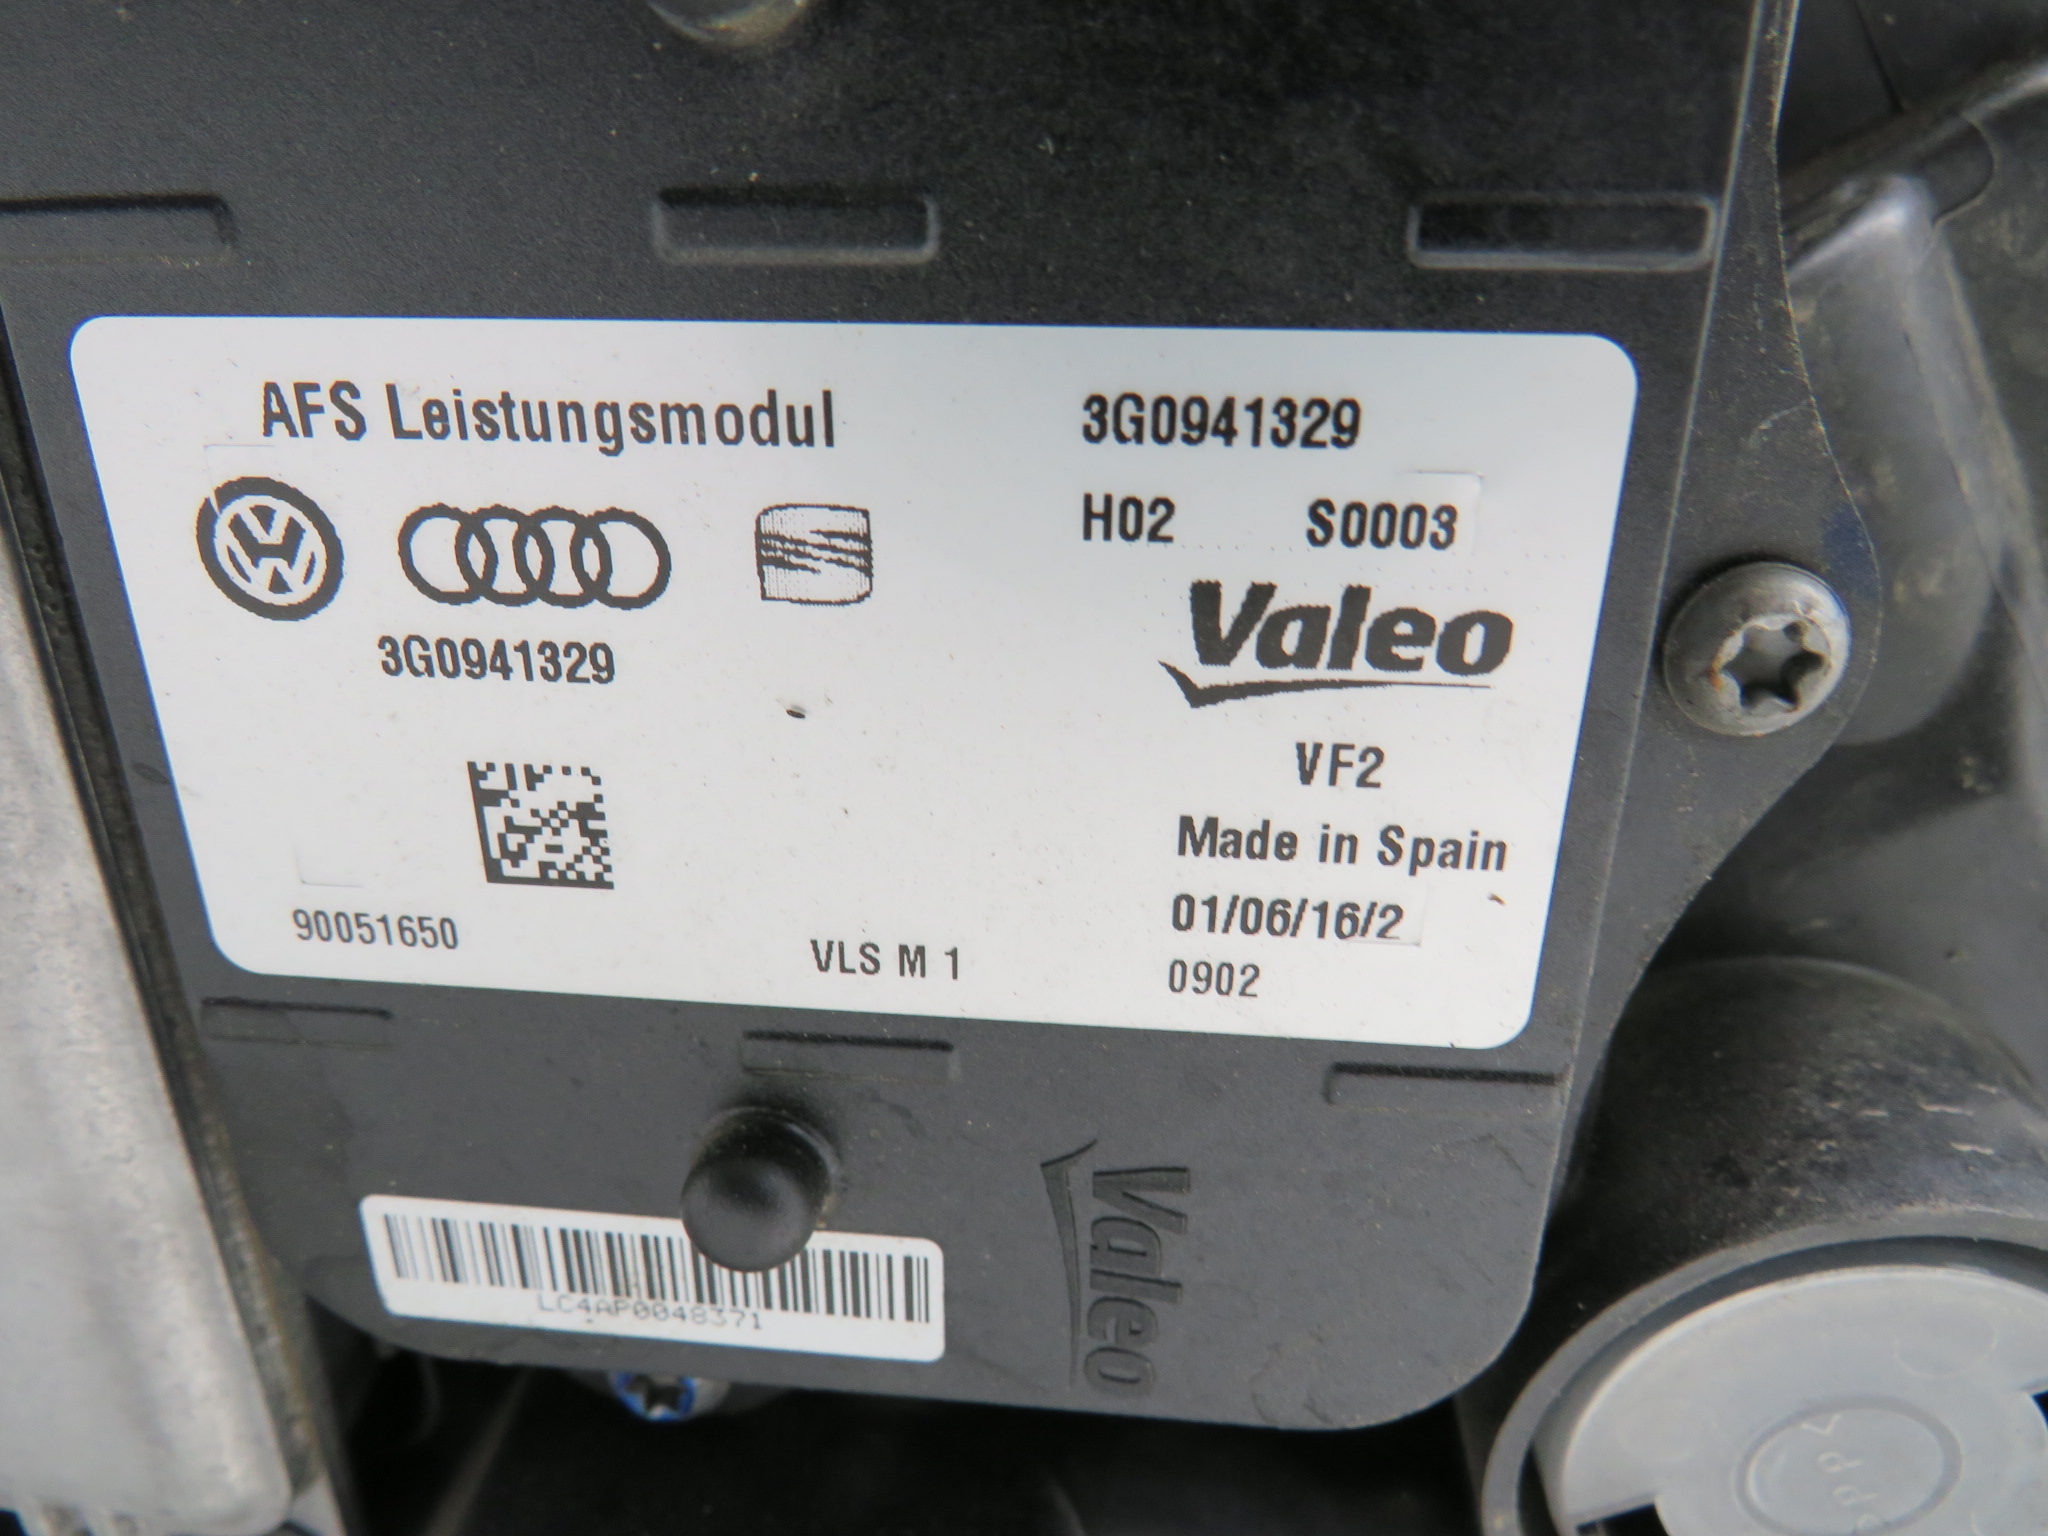 AFS Leistungsmodul
3G0941329
3G0941329
H02 S0003
Valeo
VF2
Made in Spain
01/06/16/2
0902
90051650
VLS M 1
LC4AP0048371
Valeo
>PP<